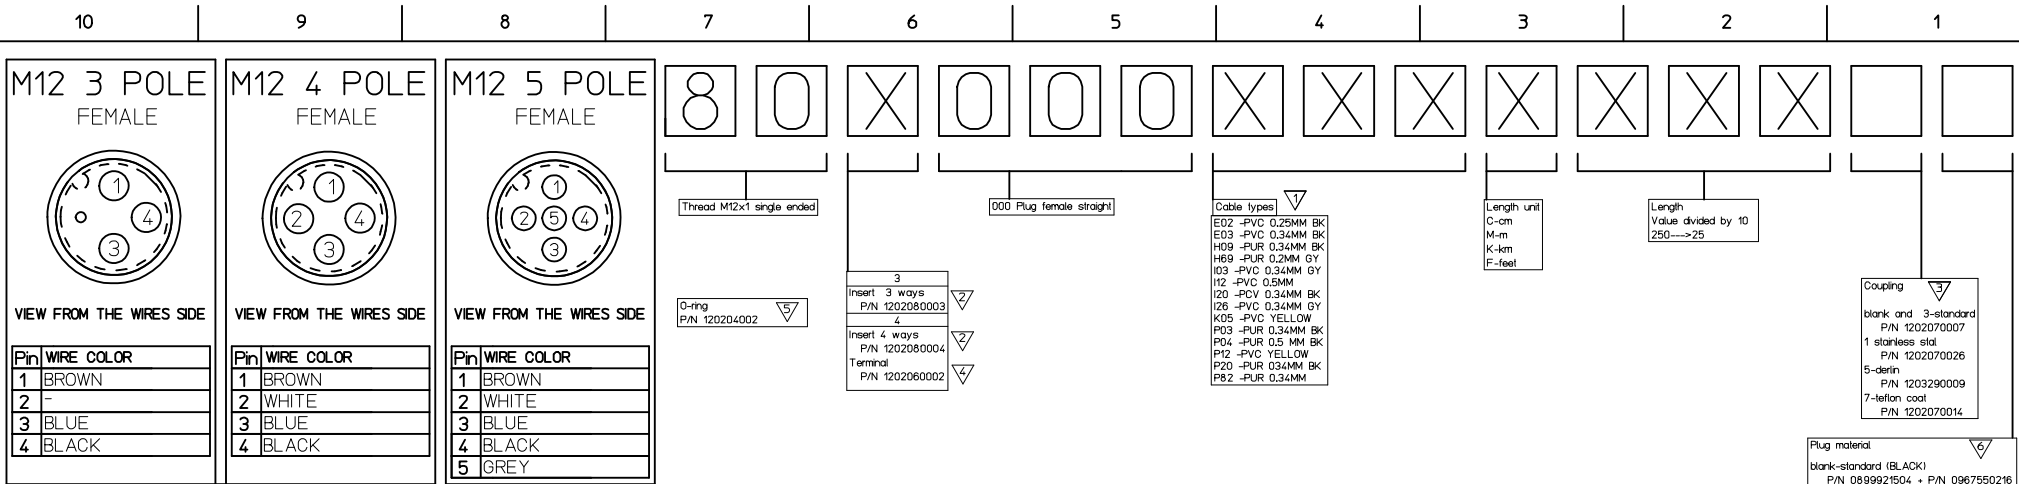 10 9 8 7 6 5 4 3 2 1
M12 3 POLE
FEMALE
1
4
3
VIEW FROM THE WIRES SIDE
Pin WIRE COLOR
1 BROWN
2 -
3 BLUE
4 BLACK
M12 4 POLE
FEMALE
1
2 4
3
VIEW FROM THE WIRES SIDE
Pin WIRE COLOR
1 BROWN
2 WHITE
3 BLUE
4 BLACK
M12 5 POLE
FEMALE
1
2 5 4
3
VIEW FROM THE WIRES SIDE
Pin WIRE COLOR
1 BROWN
2 WHITE
3 BLUE
4 BLACK
5 GREY
8 0 X 0 0 0 X X X X X X X
Thread M12x1 single ended
O-ring
P/N 120204002
5
3
Insert 3 ways
P/N 1202080003
2
4
Insert 4 ways
P/N 1202080004
2
Terminal
P/N 1202060002
4
000 Plug female straight
Cable types
1
E02 -PVC 0.25MM BK
E03 -PVC 0.34MM BK
H09 -PUR 0.34MM BK
H69 -PUR 0.2MM GY
I03 -PVC 0.34MM GY
I12 -PVC 0.5MM
I20 -PCV 0.34MM BK
I26 -PVC 0.34MM GY
K05 -PVC YELLOW
P03 -PUR 0.34MM BK
P04 -PUR 0.5 MM BK
P12 -PVC YELLOW
P20 -PUR 034MM BK
P82 -PUR 0.34MM
Length unit
C-cm
M-m
K-km
F-feet
Length
Value divided by 10
250--->25
Coupling
3
blank and 3-standard
P/N 1202070007
1 stainless stal
P/N 1202070026
5-derlin
P/N 1203290009
7-teflon coat
P/N 1202070014
Plug material
6
blank-standard (BLACK)
P/N 0899921504 + P/N 0967550216